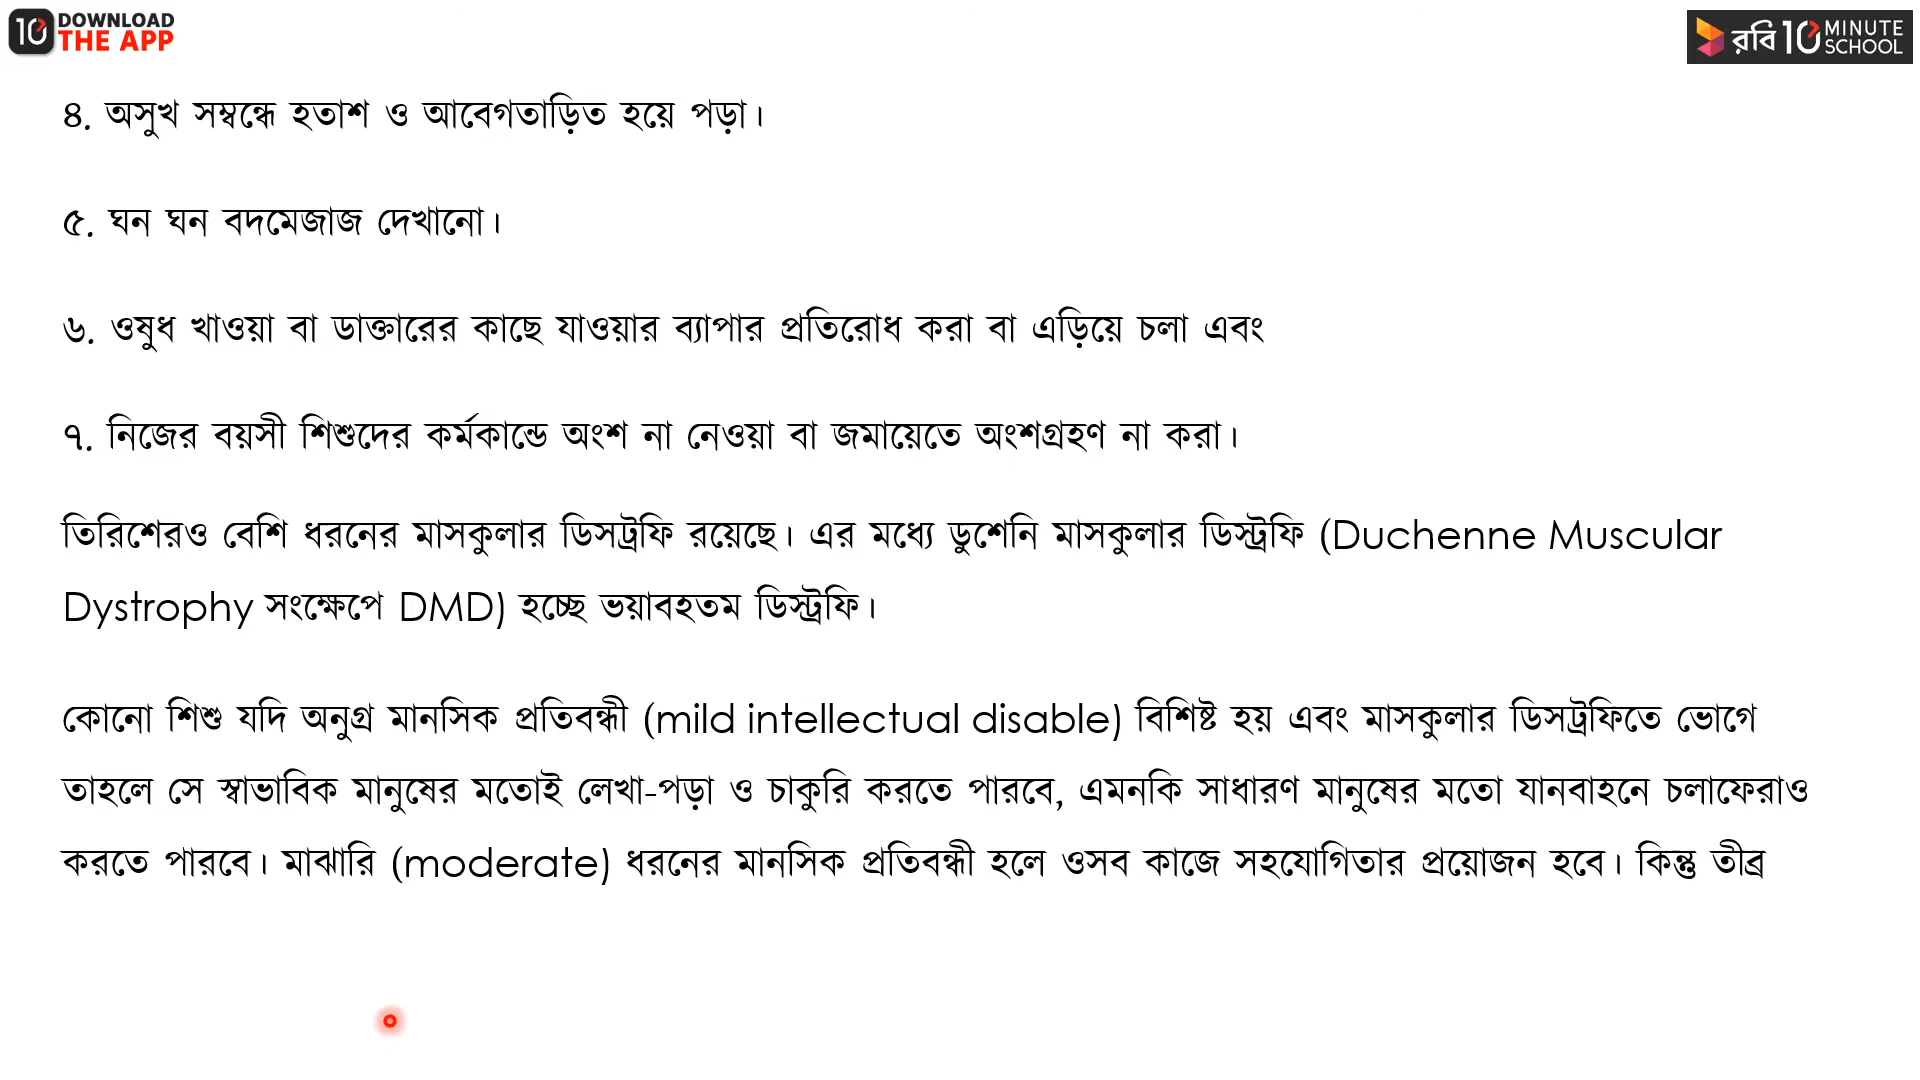 10 DOWNLOAD THE APP
রবি 10 MINUTE SCHOOL
৪. অসুখ সম্বন্ধে হতাশ ও আবেগতাড়িত হয়ে পড়া।
৫. ঘন ঘন বদমেজাজ দেখানো।
৬. ওষুধ খাওয়া বা ডাক্তারের কাছে যাওয়ার ব্যাপার প্রতিরোধ করা বা এড়িয়ে চলা এবং
৭. নিজের বয়সী শিশুদের কর্মকান্ডে অংশ না নেওয়া বা জমায়েতে অংশগ্রহণ না করা।
তিরিশেরও বেশি ধরনের মাসকুলার ডিসট্রফি রয়েছে। এর মধ্যে ডুশেনি মাসকুলার ডিস্ট্রফি (Duchenne Muscular
Dystrophy সংক্ষেপে DMD) হচ্ছে ভয়াবহতম ডিস্ট্রফি।
কোনো শিশু যদি অনুগ্র মানসিক প্রতিবন্ধী (mild intellectual disable) বিশিষ্ট হয় এবং মাসকুলার ডিসট্রফিতে ভোগে
তাহলে সে স্বাভাবিক মানুষের মতোই লেখা-পড়া ও চাকুরি করতে পারবে, এমনকি সাধারণ মানুষের মতো যানবাহনে চলাফেরাও
করতে পারবে। মাঝারি (moderate) ধরনের মানসিক প্রতিবন্ধী হলে ওসব কাজে সহযোগিতার প্রয়োজন হবে। কিন্তু তীব্র